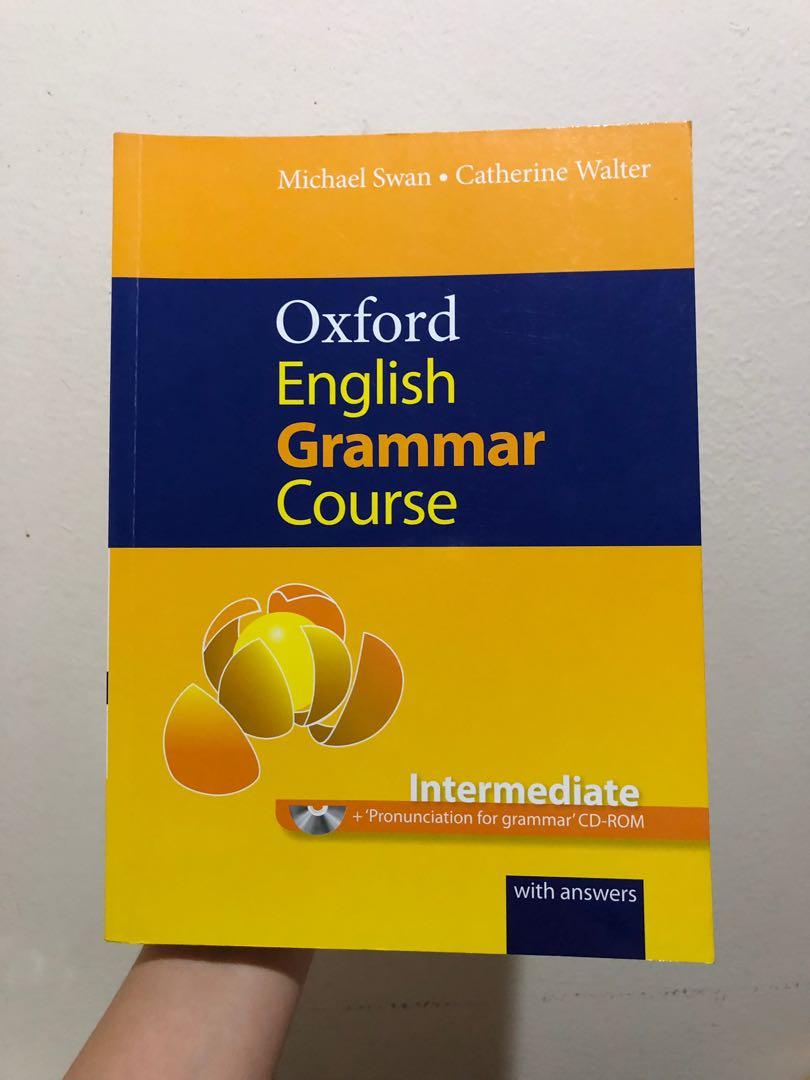 Michael Swan • Catherine Walter
Oxford
English
Grammar
Course
Intermediate
+ ‘Pronunciation for grammar’ CD-ROM
with answers